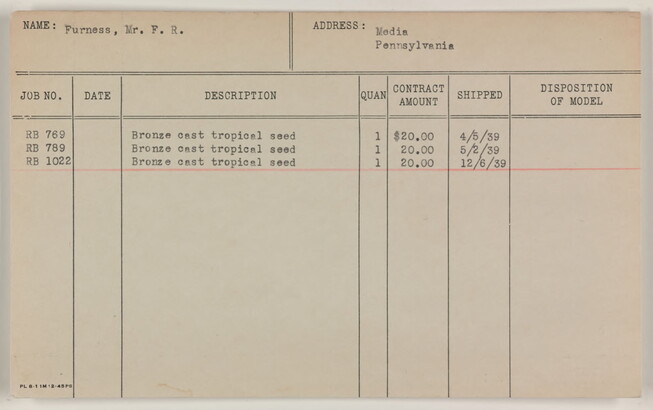 NAME: Furness, Mr. F. R. ADDRESS: Media
Pennsylvania
JOB NO. DATE DESCRIPTION QUAN CONTRACT AMOUNT SHIPPED DISPOSITION OF MODEL
RB 769 Bronze cast tropical seed 1 $20.00 4/5/39
RB 789 Bronze cast tropical seed 1 20.00 5/2/39
RB 1022 Bronze cast tropical seed 1 20.00 12/6/39